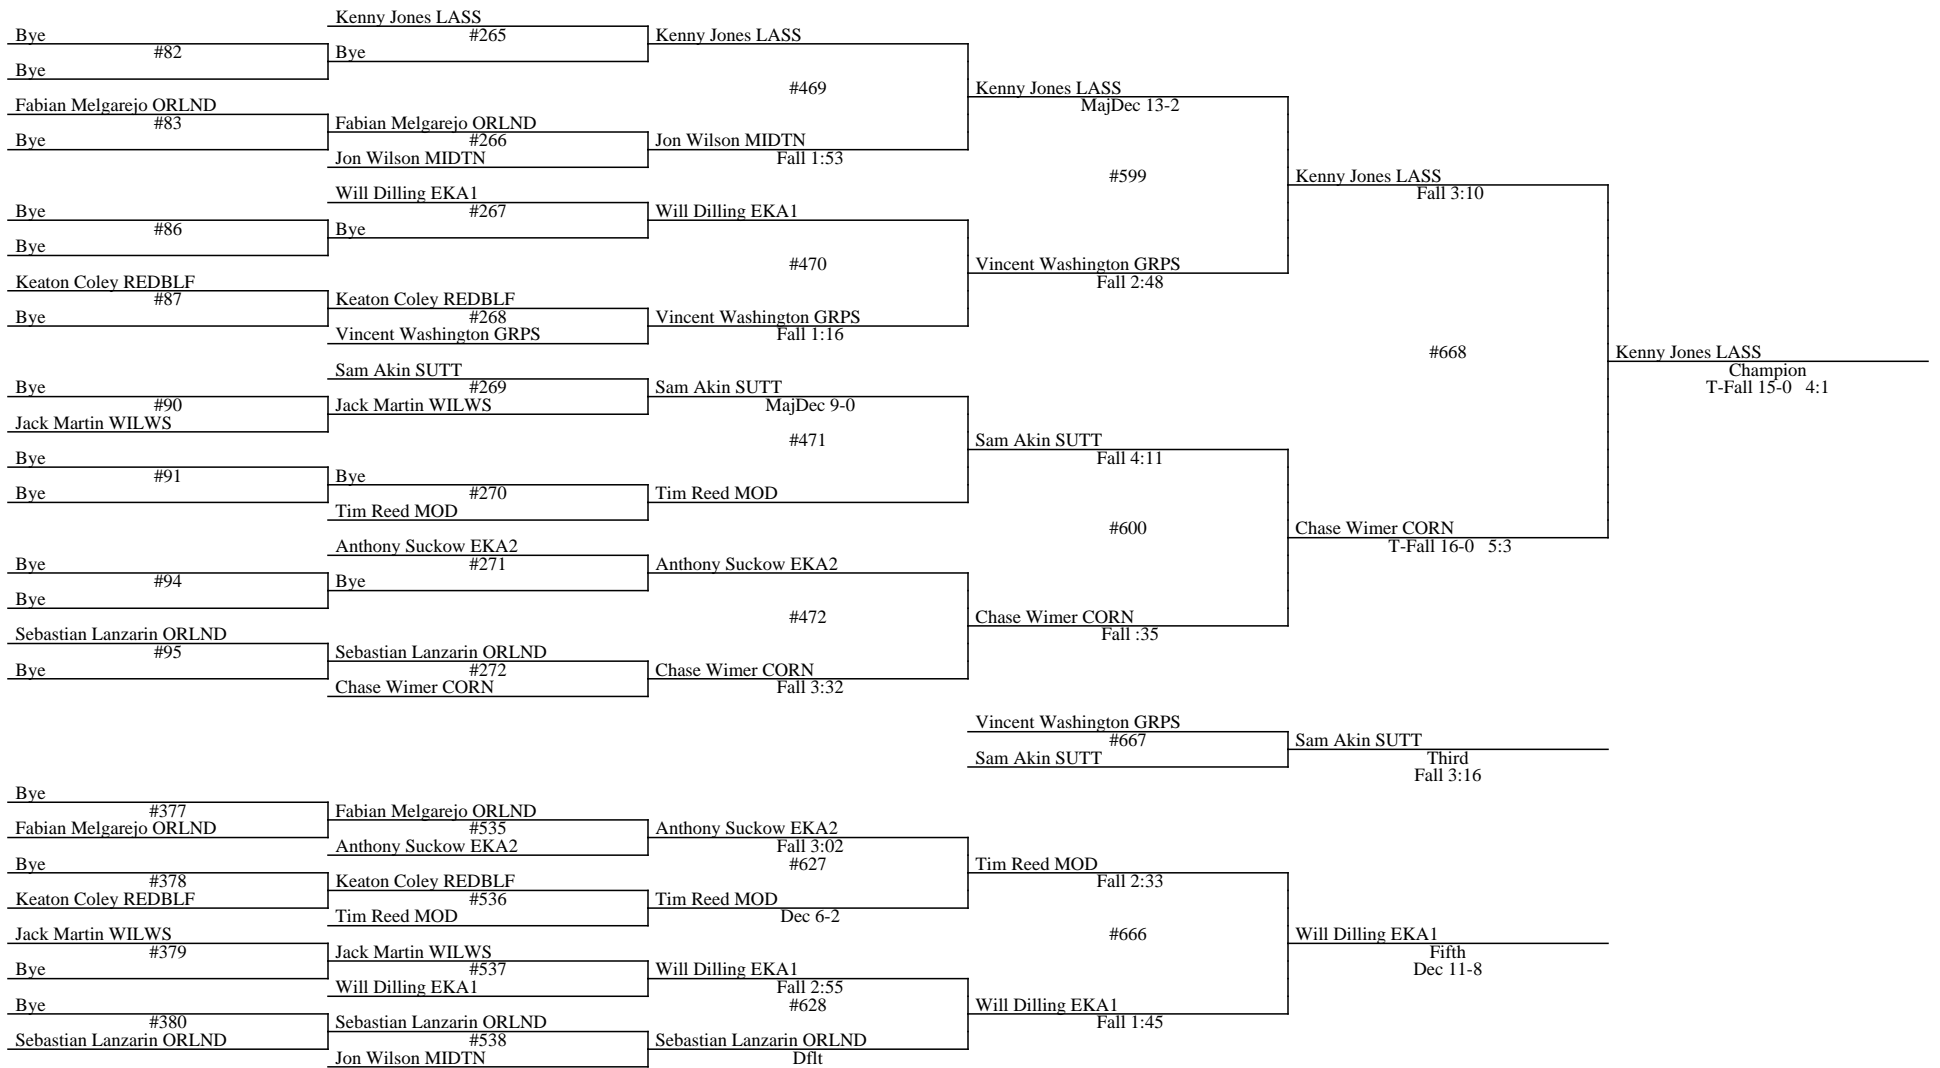 Kenny Jones LASS
Bye #265 Kenny Jones LASS
#82 Bye
Bye
#469 Kenny Jones LASS
Fabian Melgarejo ORLND MajDec 13-2
#83 Fabian Melgarejo ORLND
Bye #266 Jon Wilson MIDTN
Jon Wilson MIDTN Fall 1:53
#599 Kenny Jones LASS
Will Dilling EKA1 Fall 3:10
Bye #267 Will Dilling EKA1
#86 Bye
Bye
#470 Vincent Washington GRPS
Keaton Coley REDBLF Fall 2:48
#87 Keaton Coley REDBLF
Bye #268 Vincent Washington GRPS
Vincent Washington GRPS Fall 1:16
#668 Kenny Jones LASS
Sam Akin SUTT Champion
Bye #269 Sam Akin SUTT T-Fall 15-0 4:1
#90 Jack Martin WILWS MajDec 9-0
Jack Martin WILWS
#471 Sam Akin SUTT
Bye Fall 4:11
#91 Bye
Bye #270 Tim Reed MOD
Tim Reed MOD
#600 Chase Wimer CORN
Anthony Suckow EKA2 T-Fall 16-0 5:3
Bye #271 Anthony Suckow EKA2
#94 Bye
Bye
#472 Chase Wimer CORN
Sebastian Lanzarin ORLND Fall :35
#95 Sebastian Lanzarin ORLND
Bye #272 Chase Wimer CORN
Chase Wimer CORN Fall 3:32
Vincent Washington GRPS
#667 Sam Akin SUTT
Sam Akin SUTT Third
Fall 3:16
Bye
#377 Fabian Melgarejo ORLND
Fabian Melgarejo ORLND #535 Anthony Suckow EKA2
Anthony Suckow EKA2 Fall 3:02
Bye #627 Tim Reed MOD
#378 Keaton Coley REDBLF Fall 2:33
Keaton Coley REDBLF #536 Tim Reed MOD
Tim Reed MOD Dec 6-2
Jack Martin WILWS #666 Will Dilling EKA1
#379 Jack Martin WILWS Fifth
Bye #537 Will Dilling EKA1 Dec 11-8
Will Dilling EKA1 Fall 2:55
Bye #628 Will Dilling EKA1
#380 Sebastian Lanzarin ORLND Fall 1:45
Sebastian Lanzarin ORLND #538 Sebastian Lanzarin ORLND
Jon Wilson MIDTN Dflt